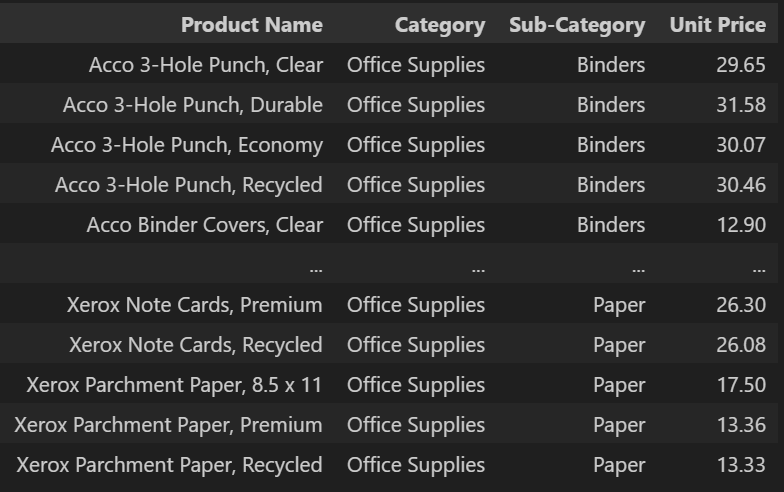 Product Name Category Sub-Category Unit Price
Acco 3-Hole Punch, Clear Office Supplies Binders 29.65
Acco 3-Hole Punch, Durable Office Supplies Binders 31.58
Acco 3-Hole Punch, Economy Office Supplies Binders 30.07
Acco 3-Hole Punch, Recycled Office Supplies Binders 30.46
Acco Binder Covers, Clear Office Supplies Binders 12.90
... ... ... ...
Xerox Note Cards, Premium Office Supplies Paper 26.30
Xerox Note Cards, Recycled Office Supplies Paper 26.08
Xerox Parchment Paper, 8.5 x 11 Office Supplies Paper 17.50
Xerox Parchment Paper, Premium Office Supplies Paper 13.36
Xerox Parchment Paper, Recycled Office Supplies Paper 13.33